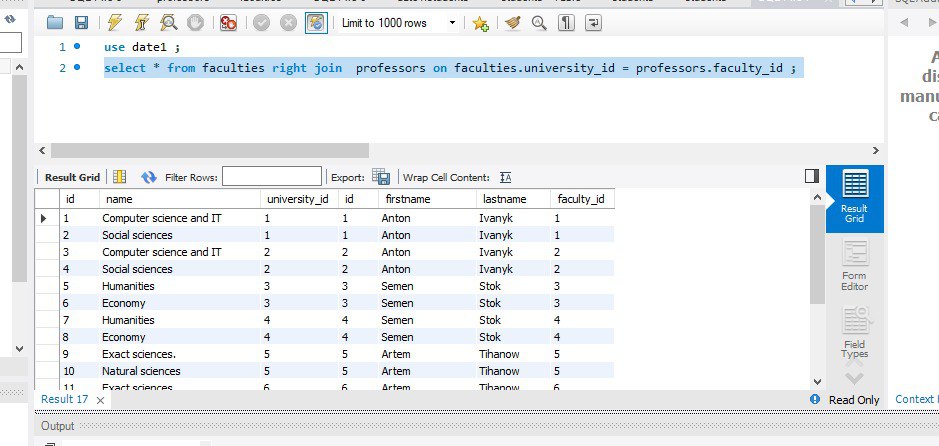 Limit to 1000 rows
1 use date1 ;
2 select * from faculties right join professors on faculties.university_id = professors.faculty_id ;
Result Grid Filter Rows: Export: Wrap Cell Content:
id name university_id id firstname lastname faculty_id
1 Computer science and IT 1 1 Anton Ivanyk 1
2 Social sciences 1 1 Anton Ivanyk 1
3 Computer science and IT 2 2 Anton Ivanyk 2
4 Social sciences 2 2 Anton Ivanyk 2
5 Humanities 3 3 Semen Stok 3
6 Economy 3 3 Semen Stok 3
7 Humanities 4 4 Semen Stok 4
8 Economy 4 4 Semen Stok 4
9 Exact sciences. 5 5 Artem Tihanow 5
10 Natural sciences 5 5 Artem Tihanow 5
11 Exact sciences 6 6 Artem Tihanow 6
Result
Grid
Form
Editor
Field
Types
Result 17
Read Only
Context
Output
A
dis
manu
ca